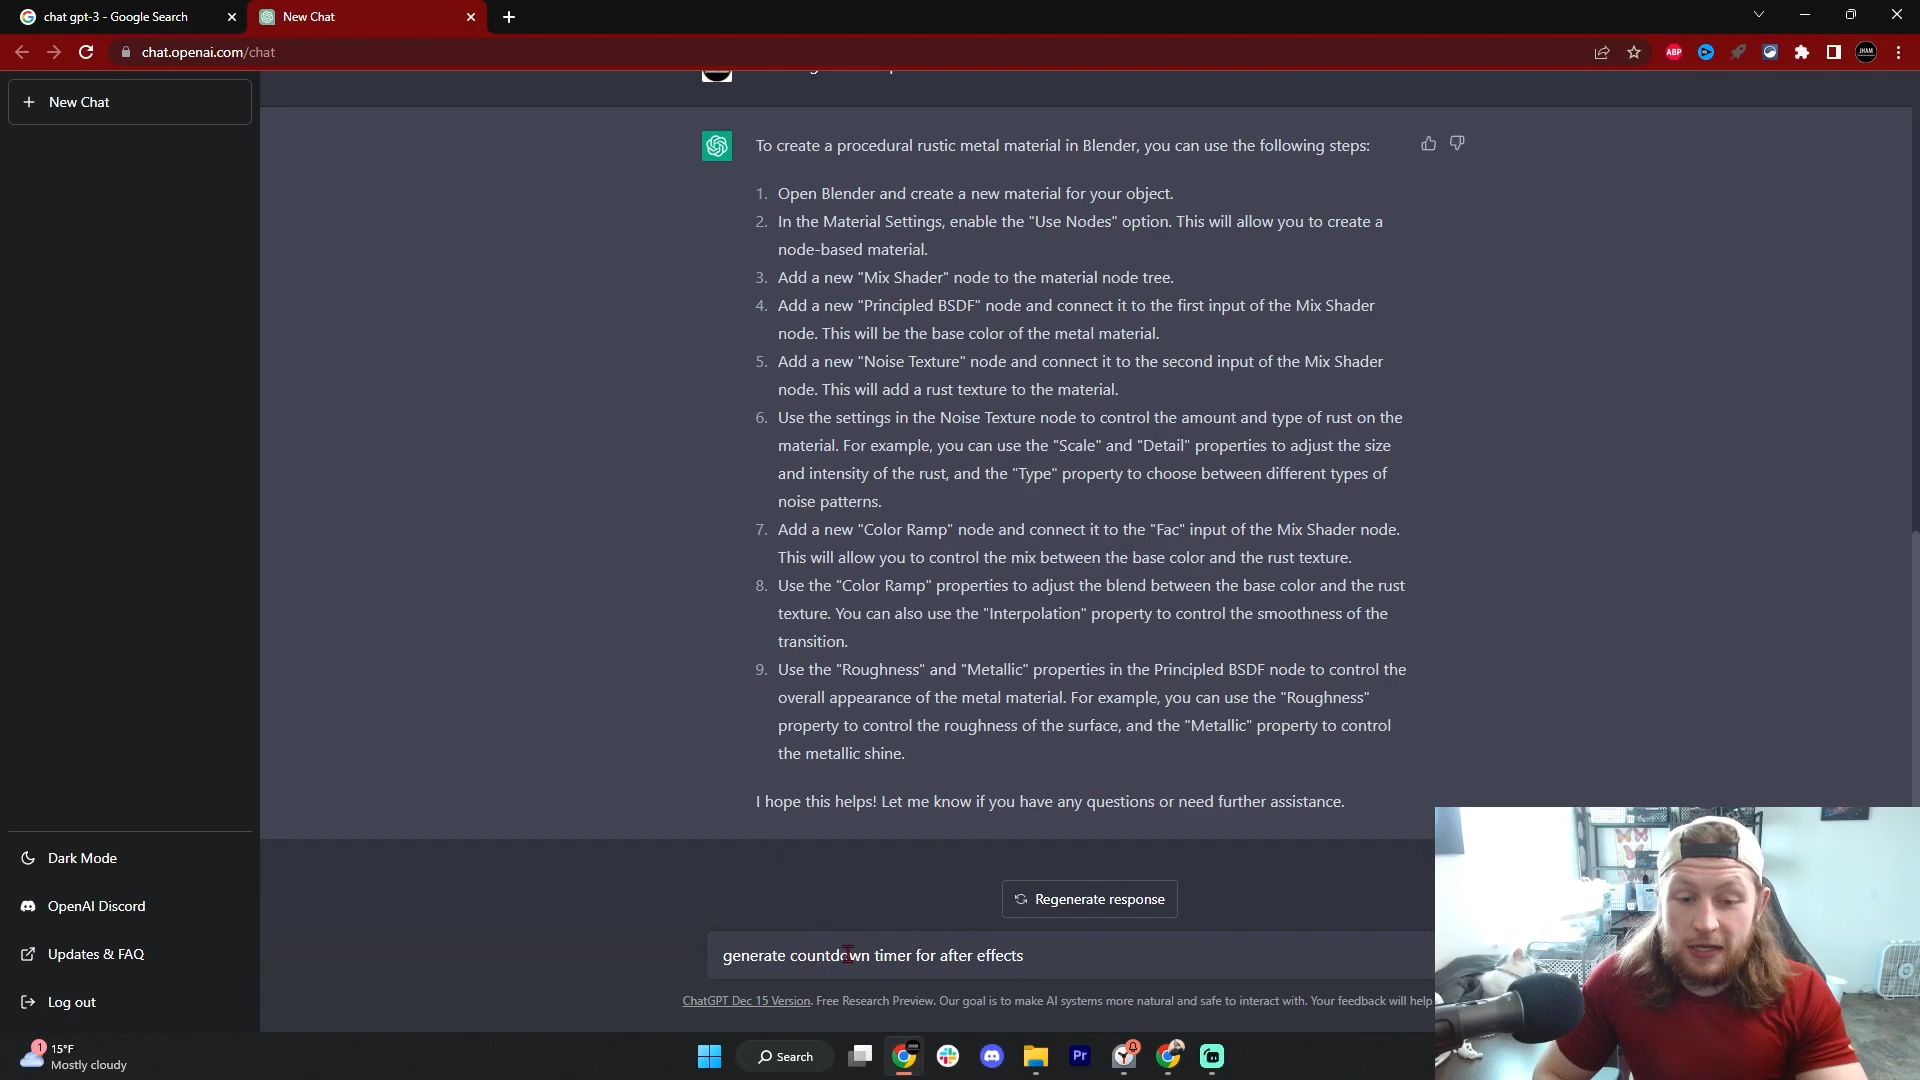 chat gpt-3 - Google Search
New Chat
chat.openai.com/chat
ABP
JHAM
New Chat
To create a procedural rustic metal material in Blender, you can use the following steps:
1. Open Blender and create a new material for your object.
2. In the Material Settings, enable the "Use Nodes" option. This will allow you to create a
node-based material.
3. Add a new "Mix Shader" node to the material node tree.
4. Add a new "Principled BSDF" node and connect it to the first input of the Mix Shader
node. This will be the base color of the metal material.
5. Add a new "Noise Texture" node and connect it to the second input of the Mix Shader
node. This will add a rust texture to the material.
6. Use the settings in the Noise Texture node to control the amount and type of rust on the
material. For example, you can use the "Scale" and "Detail" properties to adjust the size
and intensity of the rust, and the "Type" property to choose between different types of
noise patterns.
7. Add a new "Color Ramp" node and connect it to the "Fac" input of the Mix Shader node.
This will allow you to control the mix between the base color and the rust texture.
8. Use the "Color Ramp" properties to adjust the blend between the base color and the rust
texture. You can also use the "Interpolation" property to control the smoothness of the
transition.
9. Use the "Roughness" and "Metallic" properties in the Principled BSDF node to control the
overall appearance of the metal material. For example, you can use the "Roughness"
property to control the roughness of the surface, and the "Metallic" property to control
the metallic shine.
I hope this helps! Let me know if you have any questions or need further assistance.
Dark Mode
OpenAI Discord
Updates & FAQ
Log out
Regenerate response
generate countdown timer for after effects
ChatGPT Dec 15 Version. Free Research Preview. Our goal is to make AI systems more natural and safe to interact with. Your feedback will help
1
15°F
Mostly cloudy
Search
Pr